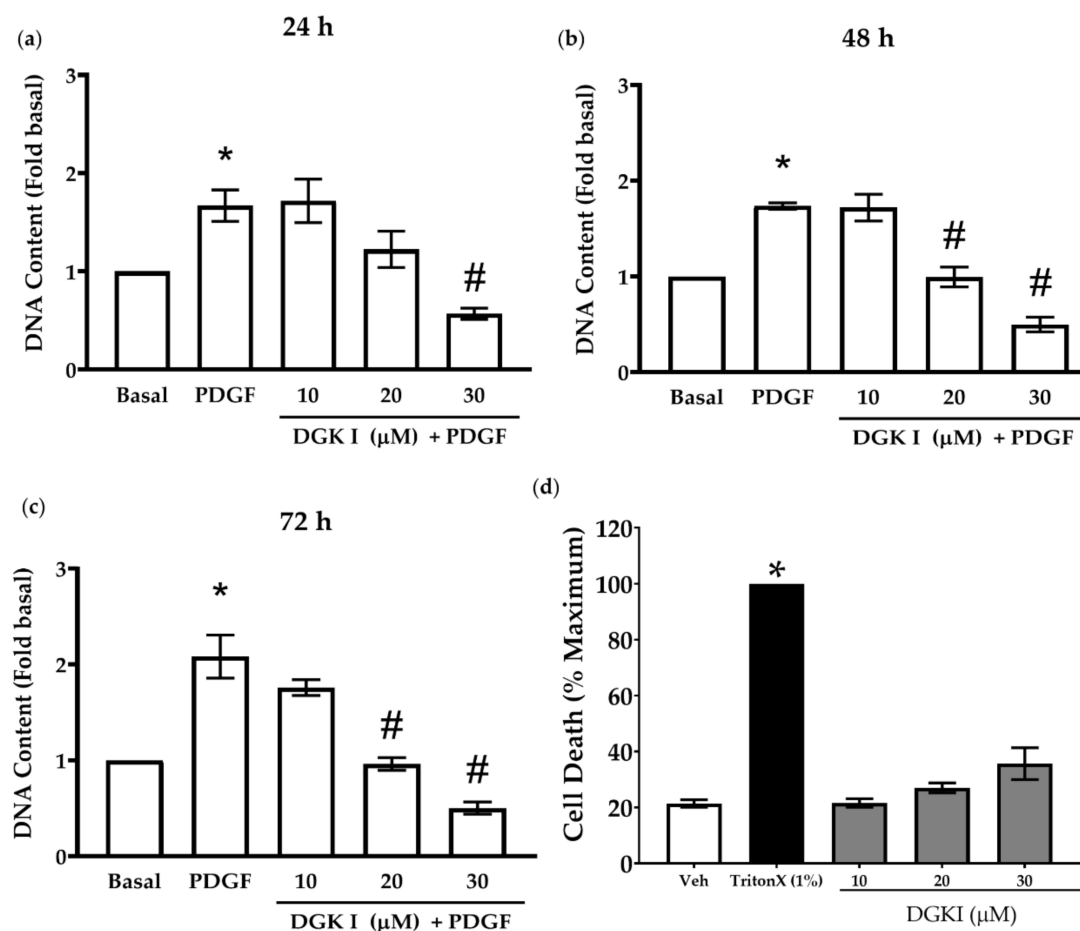 (a)
24 h
DNA Content (Fold basal)
3
2
1
0
*
#
Basal PDGF 10 20 30
DGK I (μM) + PDGF
(b)
48 h
DNA Content (Fold basal)
3
2
1
0
*
#
#
Basal PDGF 10 20 30
DGK I (μM) + PDGF
(c)
72 h
DNA Content (Fold basal)
3
2
1
0
*
#
#
Basal PDGF 10 20 30
DGK I (μM) + PDGF
(d)
Cell Death (% Maximum)
120
100
80
60
40
20
0
*
Veh TritonX (1%) 10 20 30
DGKI (μM)